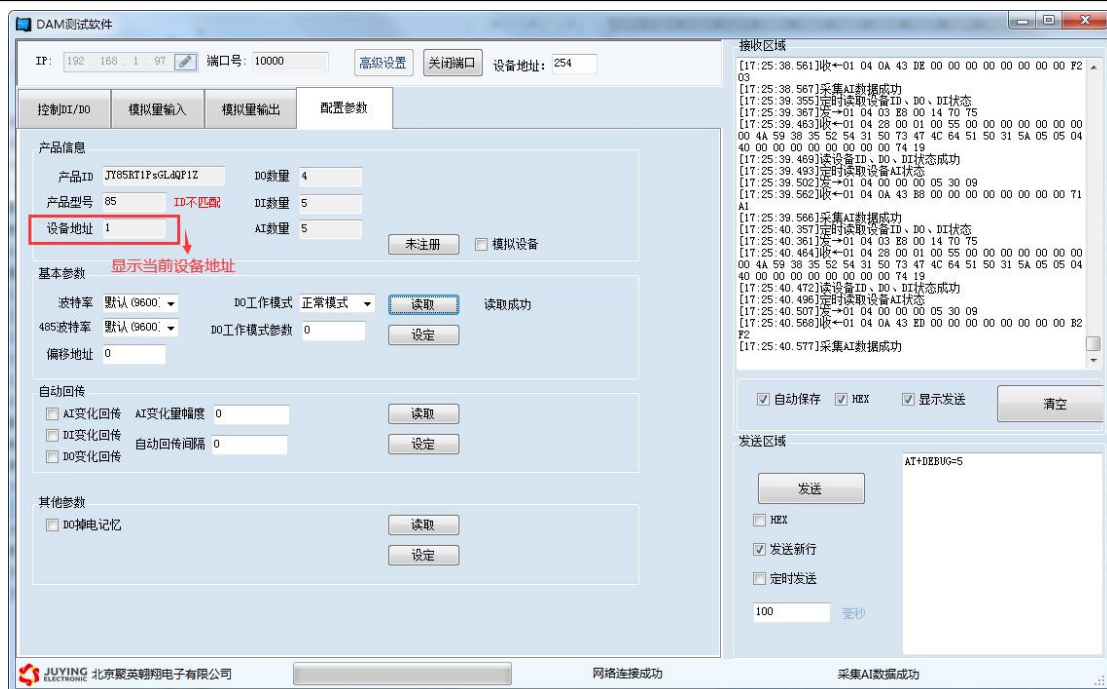 DAM测试软件
IP: 192 . 168 . 1 . 97 端口号: 10000 高级设置 关闭端口 设备地址: 254
控制DI/DO 模拟量输入 模拟量输出 配置参数
产品信息
产品ID JY85RT1PsGLdQP1Z DO数量 4
产品型号 85 ID不匹配 DI数量 5
设备地址 1 AI数量 5
未注册 模拟设备
显示当前设备地址
基本参数
波特率 默认(9600) DO工作模式 正常模式 读取 读取成功
485波特率 默认(9600) DO工作模式参数 0 设定
偏移地址 0
自动回传
AI变化回传 AI变化量幅度 0 读取
DI变化回传 自动回传间隔 0 设定
DO变化回传
其他参数
DO掉电记忆 读取
设定
接收区域
[17:25:38.561]收←01 04 0A 43 DE 00 00 00 00 00 00 00 00 F2
03
[17:25:38.567]采集AI数据成功
[17:25:39.355]定时读取设备ID、DO、DI状态
[17:25:39.367]发→01 04 03 E8 00 14 70 75
[17:25:39.463]收←01 04 28 00 01 00 55 00 00 00 00 00 00 00
00 4A 59 38 35 52 54 31 50 73 47 4C 64 51 50 31 5A 05 05 04
40 00 00 00 00 00 00 00 74 19
[17:25:39.469]读设备ID、DO、DI状态成功
[17:25:39.493]定时读取设备AI状态
[17:25:39.502]发→01 04 00 00 00 05 30 09
[17:25:39.562]收←01 04 0A 43 B8 00 00 00 00 00 00 00 00 71
A1
[17:25:39.566]采集AI数据成功
[17:25:40.357]定时读取设备ID、DO、DI状态
[17:25:40.361]发→01 04 03 E8 00 14 70 75
[17:25:40.464]收←01 04 28 00 01 00 55 00 00 00 00 00 00 00
00 4A 59 38 35 52 54 31 50 73 47 4C 64 51 50 31 5A 05 05 04
40 00 00 00 00 00 00 00 74 19
[17:25:40.472]读设备ID、DO、DI状态成功
[17:25:40.496]定时读取设备AI状态
[17:25:40.507]发→01 04 00 00 00 05 30 09
[17:25:40.568]收←01 04 0A 43 ED 00 00 00 00 00 00 00 00 B2
F2
[17:25:40.577]采集AI数据成功
自动保存 HEX 显示发送 清空
发送区域
AT+DEBUG=5
发送
HEX
发送新行
定时发送
100 毫秒
JUYING ELECTRONIC 北京聚英翱翔电子有限公司 网络连接成功 采集AI数据成功